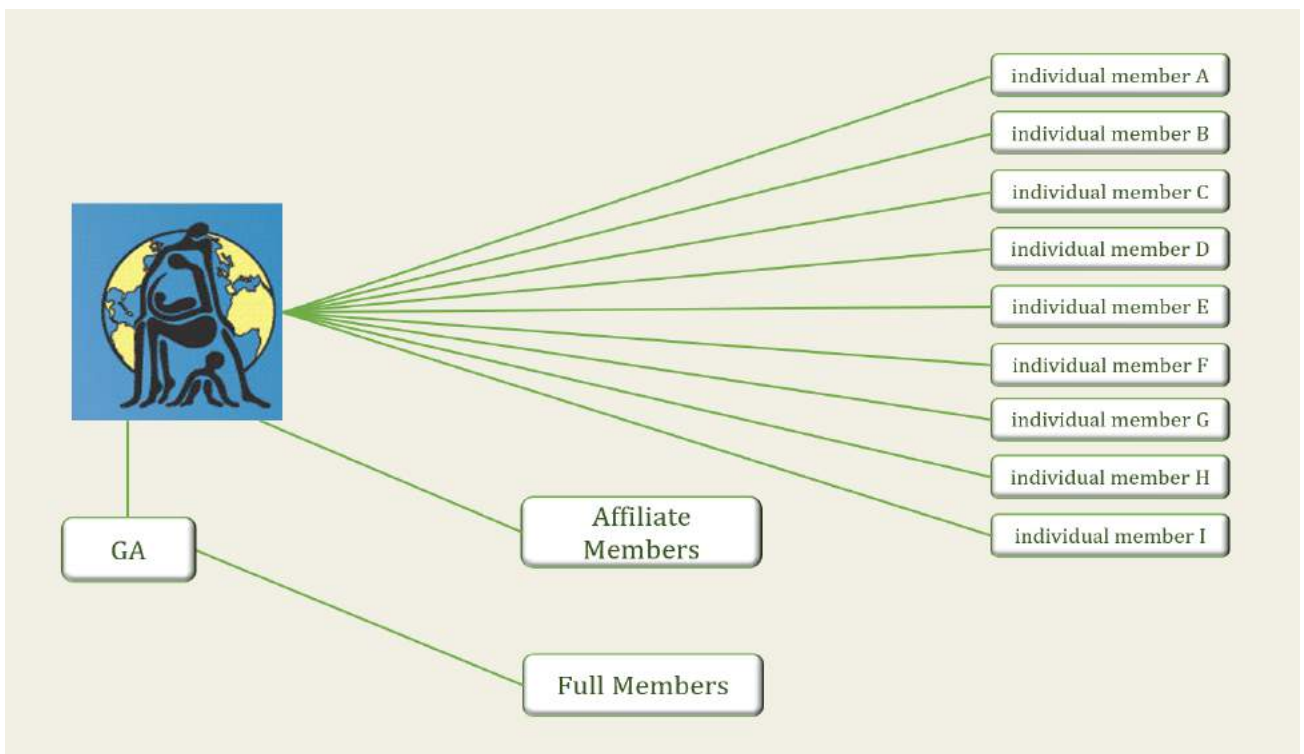 individual member A
individual member B
individual member C
individual member D
individual member E
individual member F
individual member G
individual member H
individual member I
GA
Affiliate
Members
Full Members